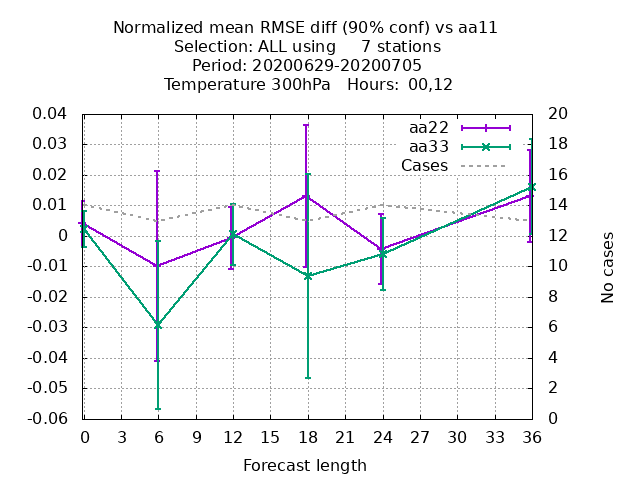 Normalized mean RMSE diff (90% conf) vs aa11
Selection: ALL using     7 stations
Period: 20200629-20200705
Temperature 300hPa   Hours: 00,12
0.04
0.03
0.02
0.01
0
-0.01
-0.02
-0.03
-0.04
-0.05
-0.06
aa22
aa33
Cases
20
18
16
14
12
10
8
6
4
2
0
No cases
0 3 6 9 12 15 18 21 24 27 30 33 36
Forecast length